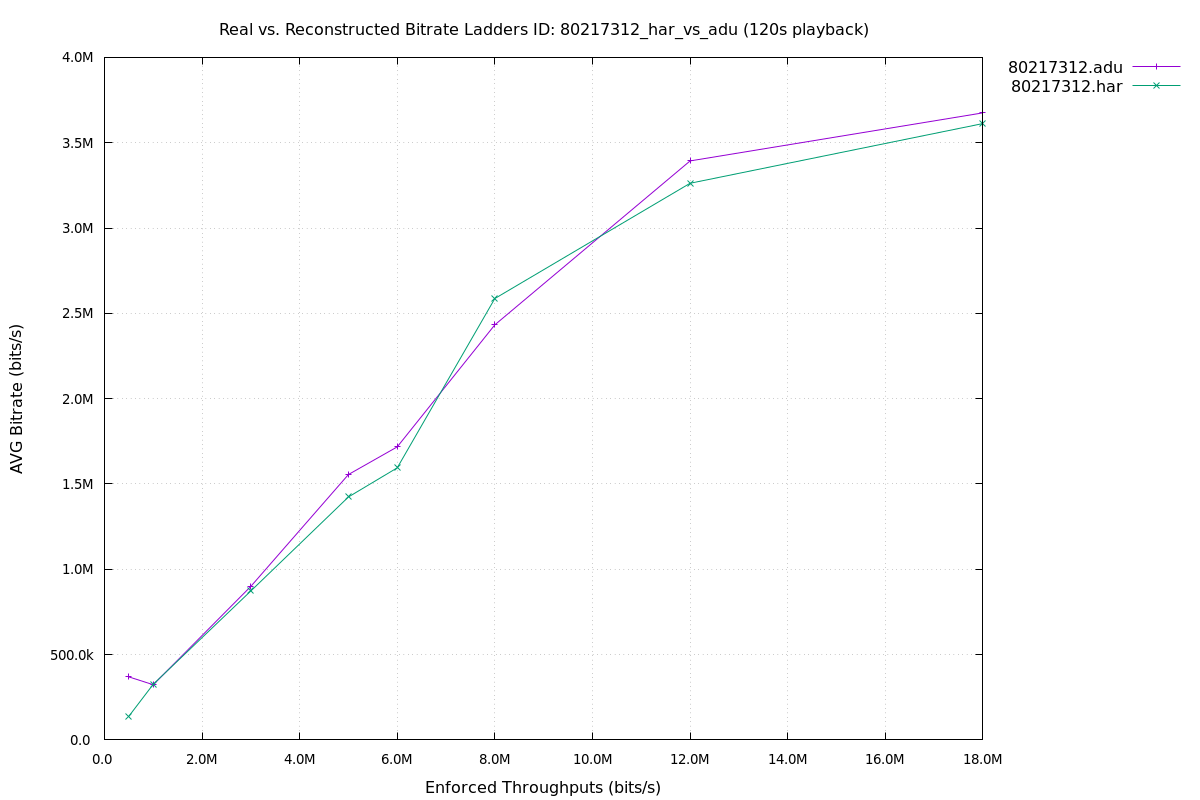 Real vs. Reconstructed Bitrate Ladders ID: 80217312_har_vs_adu (120s playback)
80217312.adu
80217312.har
4.0M
3.5M
3.0M
2.5M
2.0M
1.5M
1.0M
500.0k
0.0
AVG Bitrate (bits/s)
0.0 2.0M 4.0M 6.0M 8.0M 10.0M 12.0M 14.0M 16.0M 18.0M
Enforced Throughputs (bits/s)